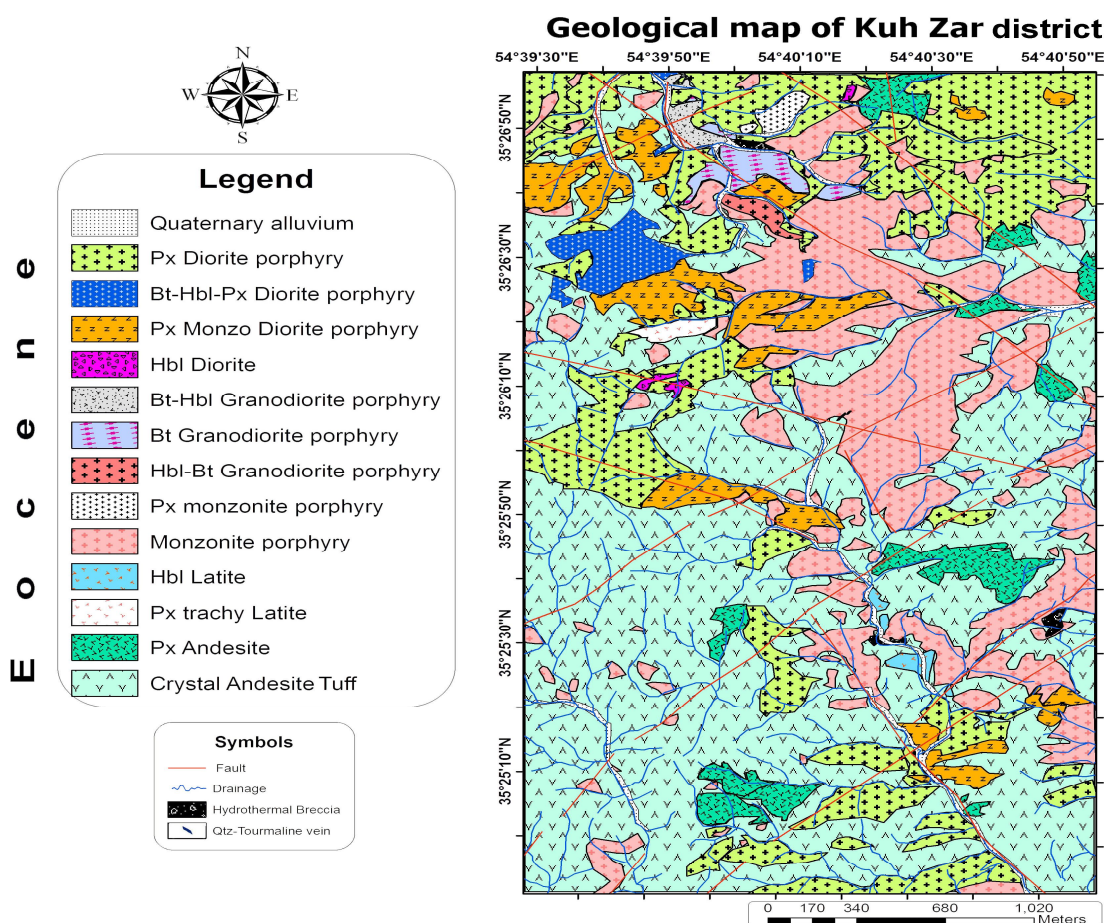 Geological map of Kuh Zar district
54°39'30"E 54°39'50"E 54°40'10"E 54°40'30"E 54°40'50"E
N
W E
S
35°26'50"N
35°26'30"N
35°26'10"N
35°25'50"N
35°25'30"N
35°25'10"N
Eocene
Legend
Quaternary alluvium
Px Diorite porphyry
Bt-Hbl-Px Diorite porphyry
Px Monzo Diorite porphyry
Hbl Diorite
Bt-Hbl Granodiorite porphyry
Bt Granodiorite porphyry
Hbl-Bt Granodiorite porphyry
Px monzonite porphyry
Monzonite porphyry
Hbl Latite
Px trachy Latite
Px Andesite
Crystal Andesite Tuff
Symbols
Fault
Drainage
Hydrothermal Breccia
Qtz-Tourmaline vein
0 170 340 680 1,020
Meters